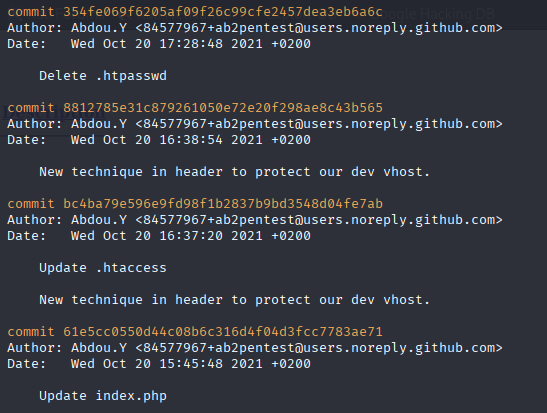 commit 354fe069f6205af09f26c99cfe2457dea3eb6a6c
Author: Abdou.Y <84577967+ab2pentest@users.noreply.github.com>
Date:   Wed Oct 20 17:28:48 2021 +0200
Delete .htpasswd
commit 8812785e31c879261050e72e20f298ae8c43b565
Author: Abdou.Y <84577967+ab2pentest@users.noreply.github.com>
Date:   Wed Oct 20 16:38:54 2021 +0200
New technique in header to protect our dev vhost.
commit bc4ba79e596e9fd98f1b2837b9bd3548d04fe7ab
Author: Abdou.Y <84577967+ab2pentest@users.noreply.github.com>
Date:   Wed Oct 20 16:37:20 2021 +0200
Update .htaccess
New technique in header to protect our dev vhost.
commit 61e5cc0550d44c08b6c316d4f04d3fcc7783ae71
Author: Abdou.Y <84577967+ab2pentest@users.noreply.github.com>
Date:   Wed Oct 20 15:45:48 2021 +0200
Update index.php